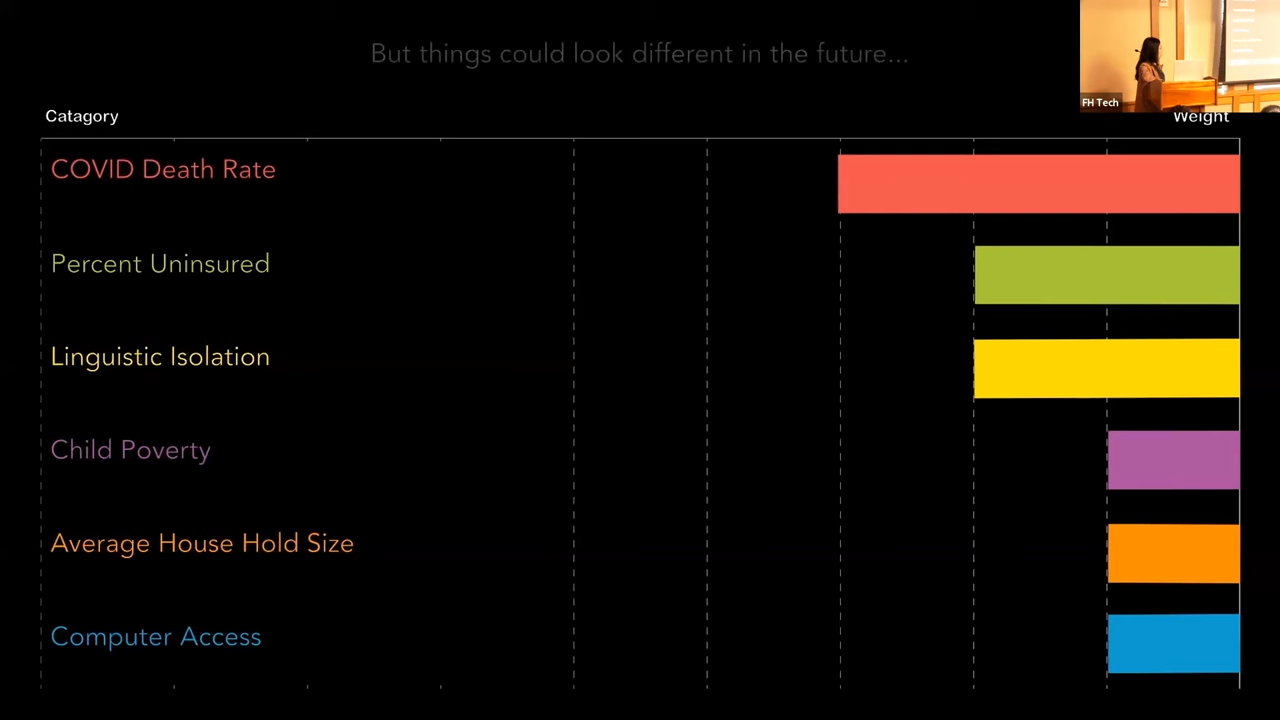 But things could look different in the future...
FH Tech
Catagory
Weight
COVID Death Rate
Percent Uninsured
Linguistic Isolation
Child Poverty
Average House Hold Size
Computer Access